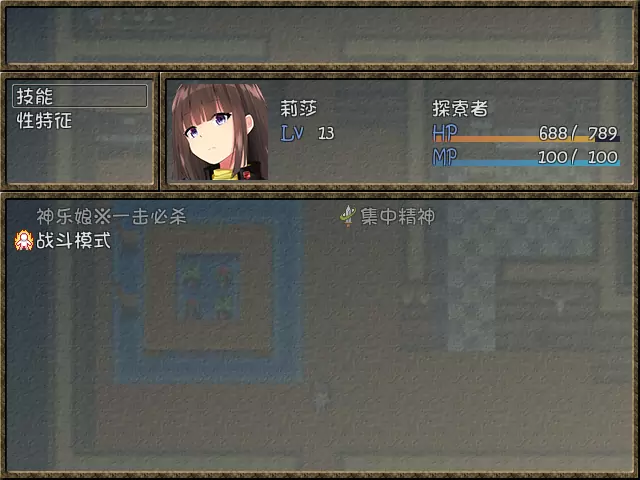 技能
性特征
莉莎
Lv 13
探索者
HP 688/ 789
MP 100/ 100
神乐娘※一击必杀
集中精神
战斗模式